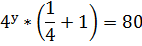 4^y * (1/4 + 1) = 80